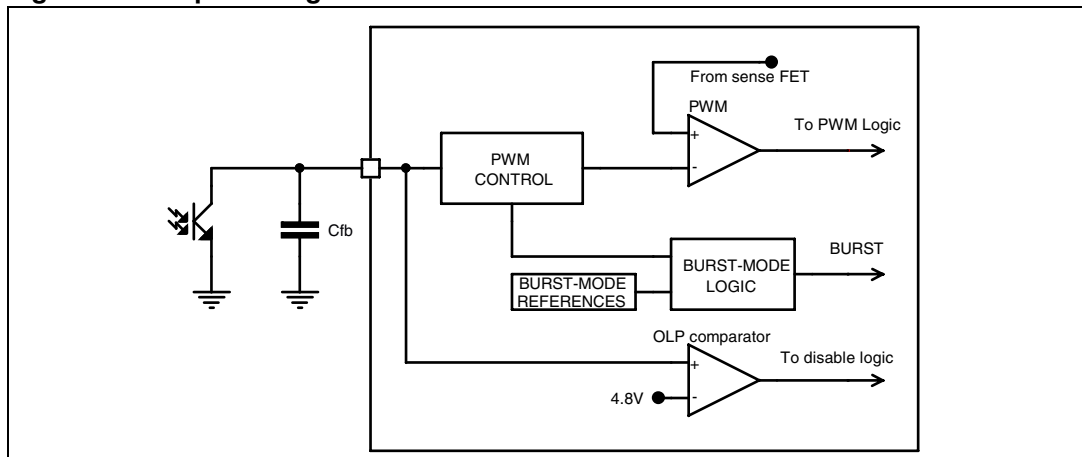 From sense FET
PWM
+
-
To PWM Logic
PWM
CONTROL
Cfb
BURST
BURST-MODE
LOGIC
BURST-MODE
REFERENCES
OLP comparator
+
-
To disable logic
4.8V